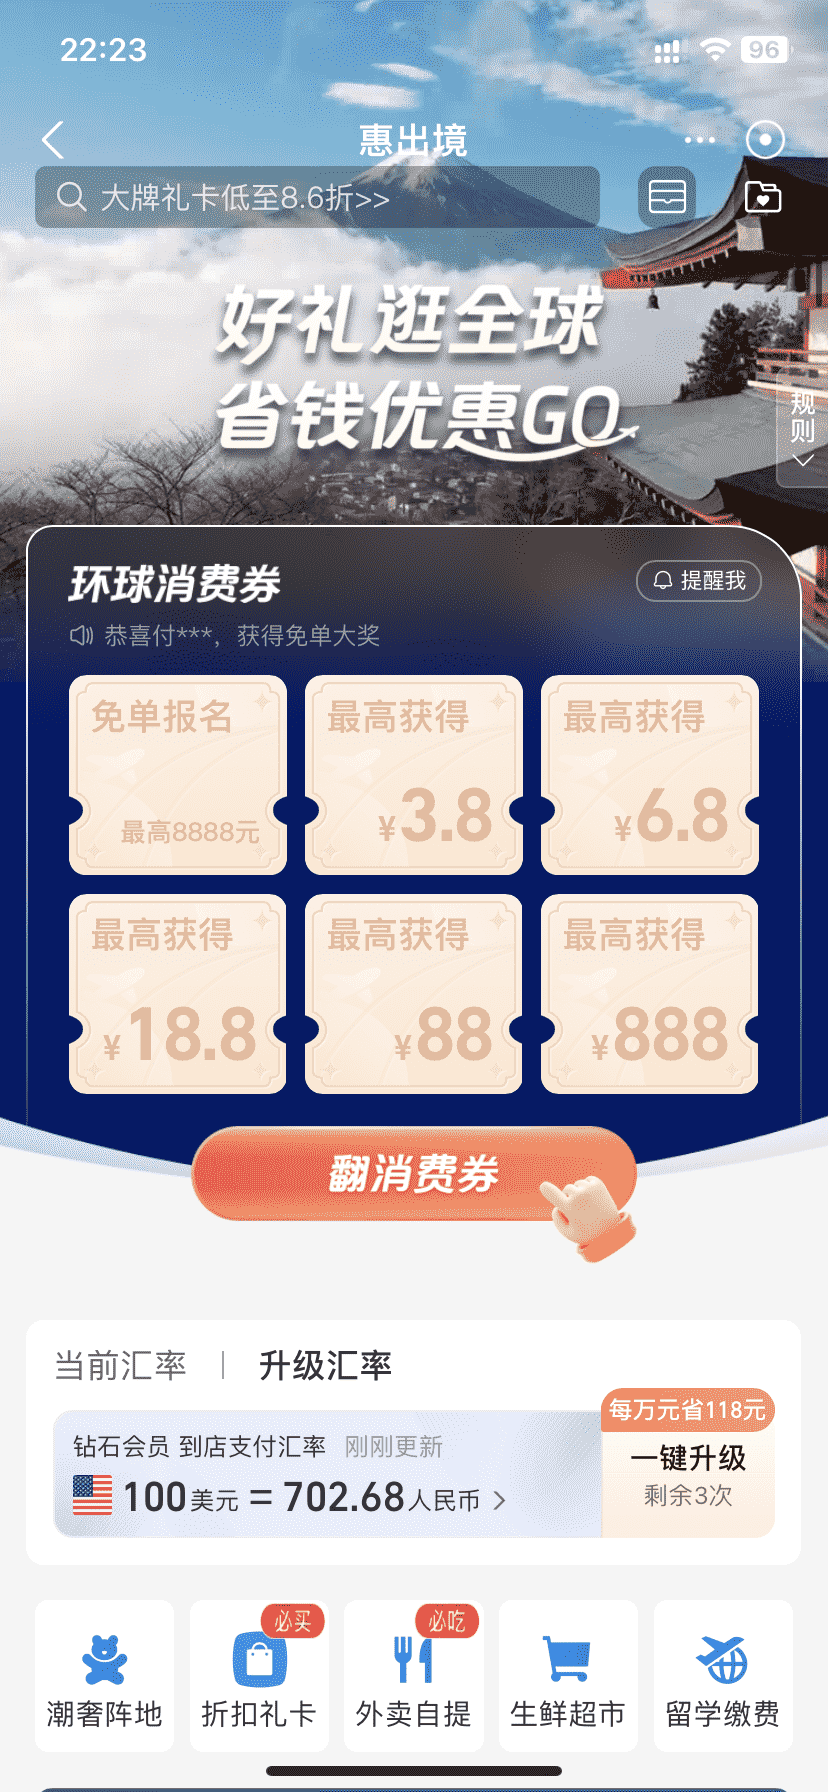 22:23
96
惠出境
大牌礼卡低至8.6折>>
好礼逛全球
省钱优惠GO
规则
环球消费券
提醒我
恭喜付***，获得免单大奖
免单报名
最高8888元
最高获得
¥3.8
最高获得
¥6.8
最高获得
¥18.8
最高获得
¥88
最高获得
¥888
翻消费券
当前汇率 | 升级汇率
每万元省118元
钻石会员 到店支付汇率 刚刚更新
100美元 = 702.68人民币 >
一键升级
剩余3次
必买
必吃
潮奢阵地
折扣礼卡
外卖自提
生鲜超市
留学缴费